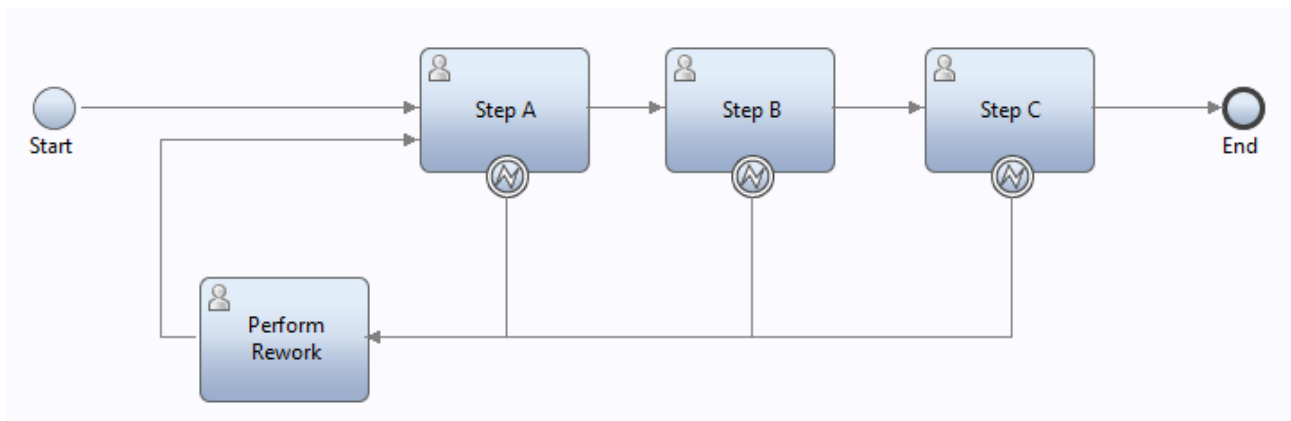 Start
Step A
Step B
Step C
End
Perform
Rework